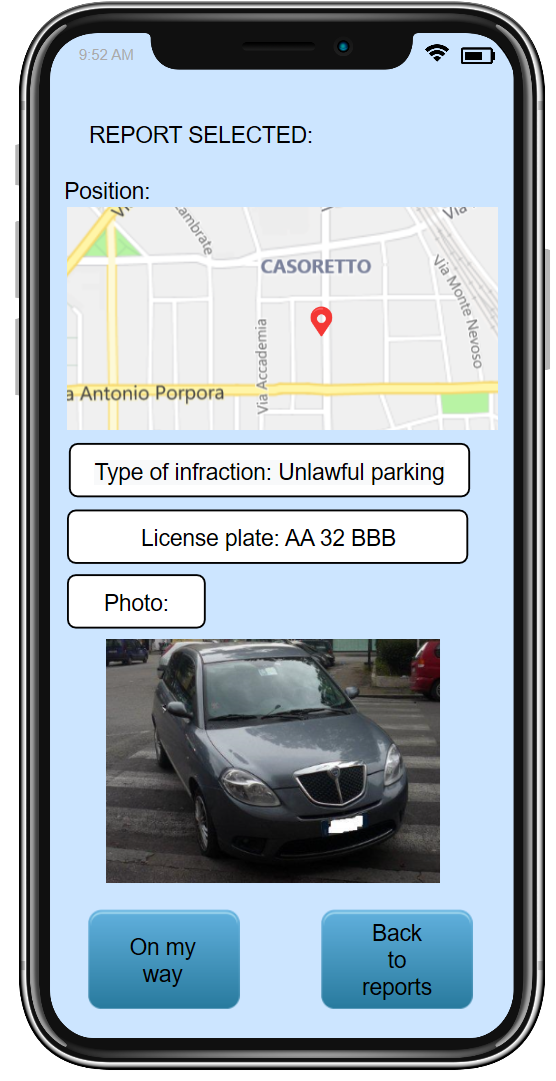 9:52 AM
REPORT SELECTED:
Position:
Via
CASORETTO
Via Monte Nevoso
Via Accademia
a Antonio Porpora
Type of infraction: Unlawful parking
License plate: AA 32 BBB
Photo:
On my
way
Back
to
reports